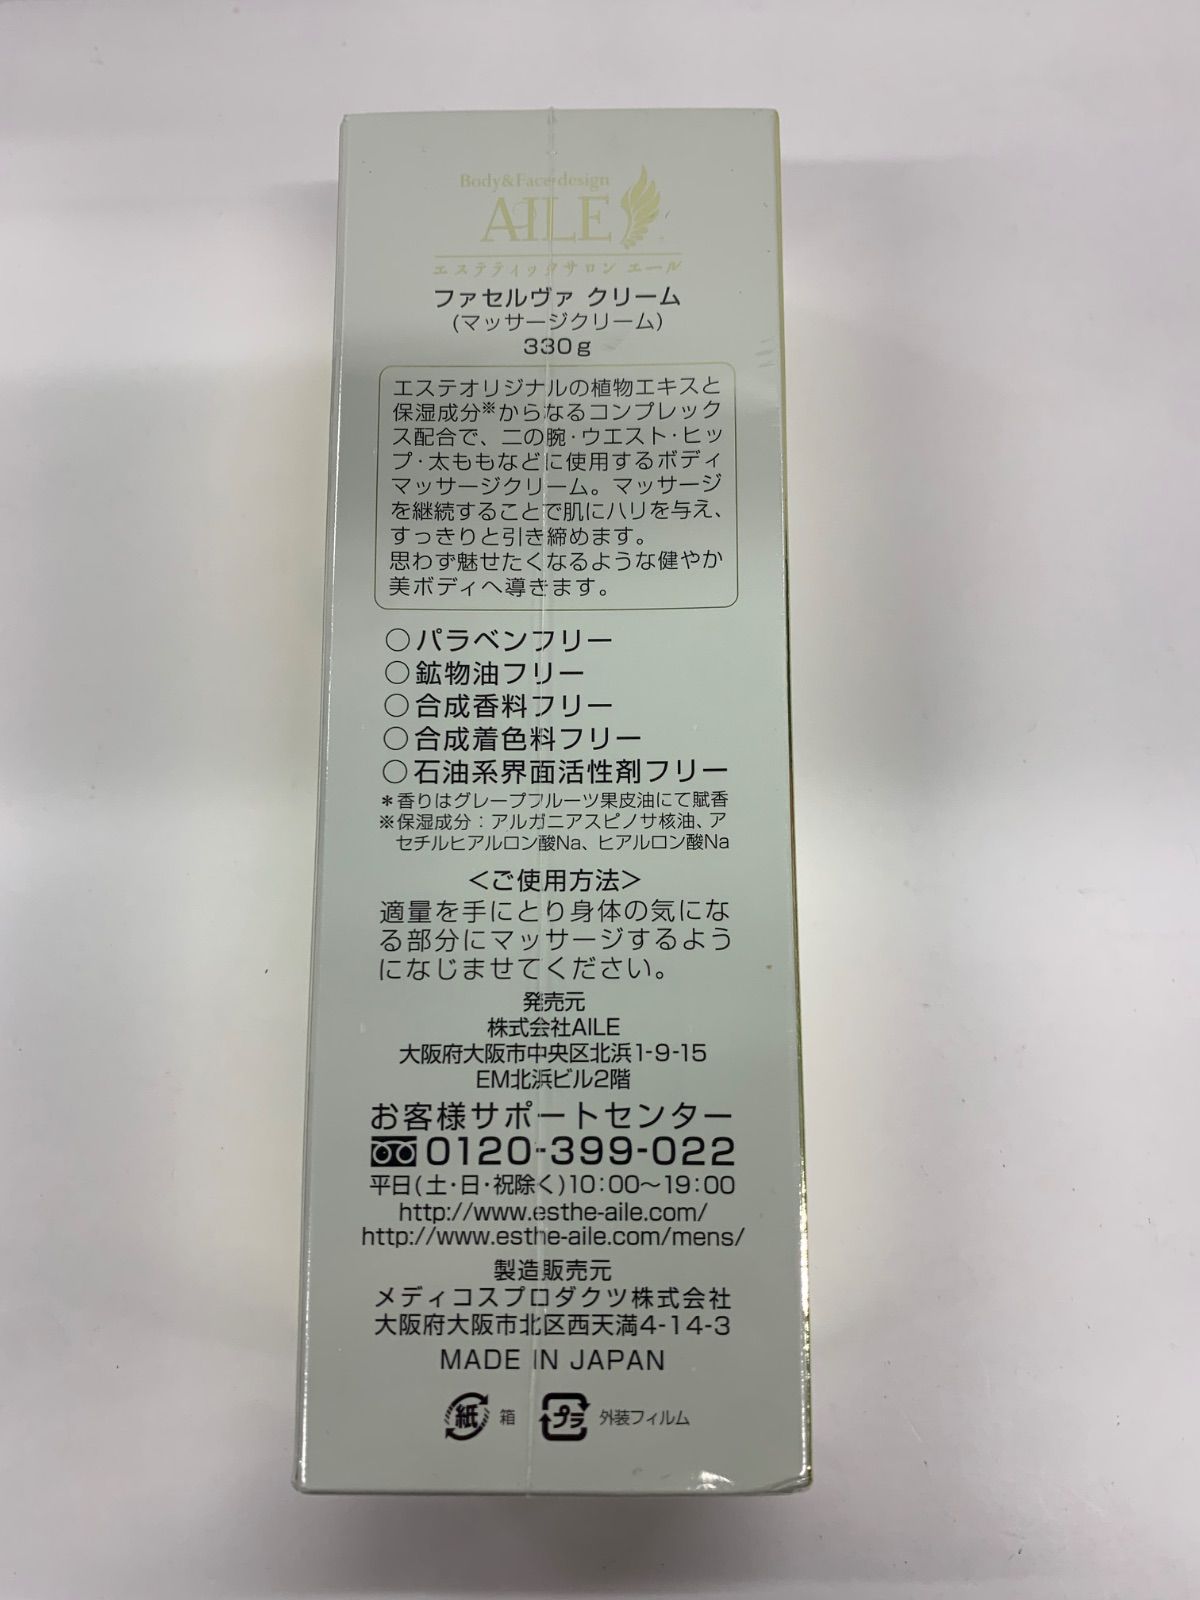 Body&Face design
AILE
エステティックサロン エール
ファセルヴァ クリーム
(マッサージクリーム)
330g
エステオリジナルの植物エキスと
保湿成分※からなるコンプレック
ス配合で、二の腕・ウエスト・ヒッ
プ・太ももなどに使用するボディ
マッサージクリーム。マッサージ
を継続することで肌にハリを与え、
すっきりと引き締めます。
思わず魅せたくなるような健やか
美ボディへ導きます。
○パラベンフリー
○鉱物油フリー
○合成香料フリー
○合成着色料フリー
○石油系界面活性剤フリー
＊香りはグレープフルーツ果皮油にて賦香
※保湿成分：アルガニアスピノサ核油、ア
セチルヒアルロン酸Na、ヒアルロン酸Na
＜ご使用方法＞
適量を手にとり身体の気にな
る部分にマッサージするよう
になじませてください。
発売元
株式会社AILE
大阪府大阪市中央区北浜1-9-15
EM北浜ビル2階
お客様サポートセンター
0120-399-022
平日(土・日・祝除く)10:00〜19:00
http://www.esthe-aile.com/
http://www.esthe-aile.com/mens/
製造販売元
メディコスプロダクツ株式会社
大阪府大阪市北区西天満4-14-3
MADE IN JAPAN
紙 箱 プラ 外装フィルム